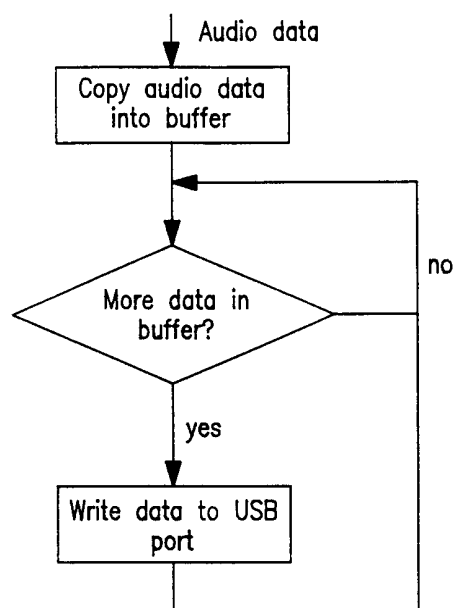 Audio data
Copy audio data
into buffer
no
More data in
buffer?
yes
Write data to USB
port